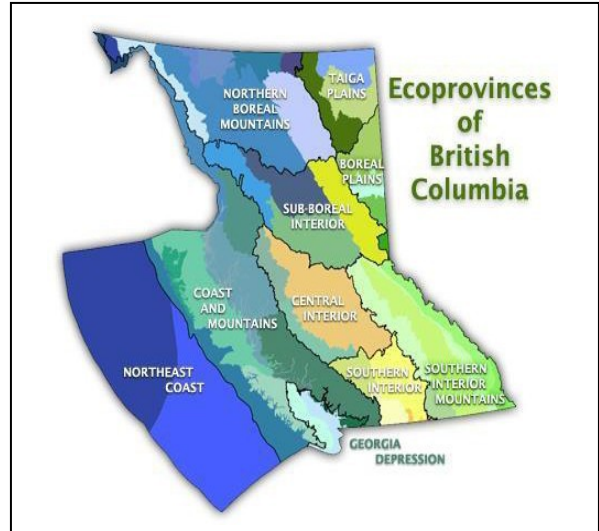 Ecoprovinces
of
British
Columbia
TAIGA
PLAINS
NORTHERN
BOREAL
MOUNTAINS
BOREAL
PLAINS
SUB-BOREAL
INTERIOR
COAST
AND
MOUNTAINS
CENTRAL
INTERIOR
NORTHEAST
COAST
SOUTHERN
INTERIOR
SOUTHERN
INTERIOR
MOUNTAINS
GEORGIA
DEPRESSION